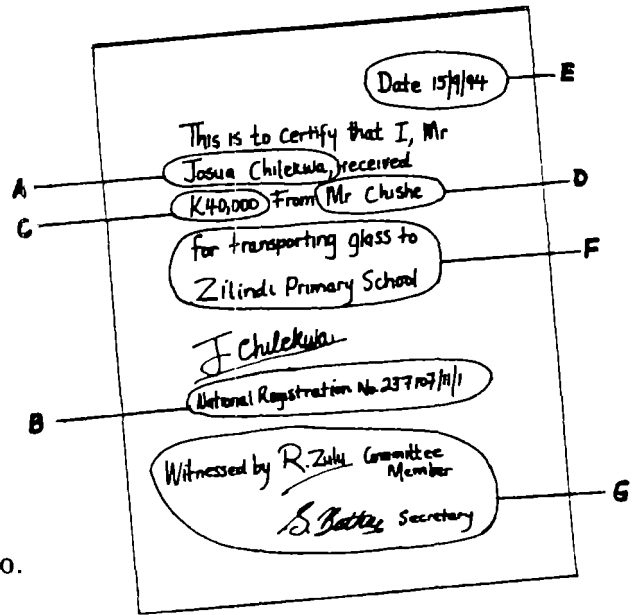 Date 15/9/94
E
This is to certify that I, Mr
A
Josua Chilekwa, received
C
K40,000 From Mr Chishe
D
for transporting glass to
Zilindi Primary School
F
J Chilekwa
B
National Registration No. 237107/11/1
Witnessed by R. Zulu Committee
Member
S. Secretary
G
o.